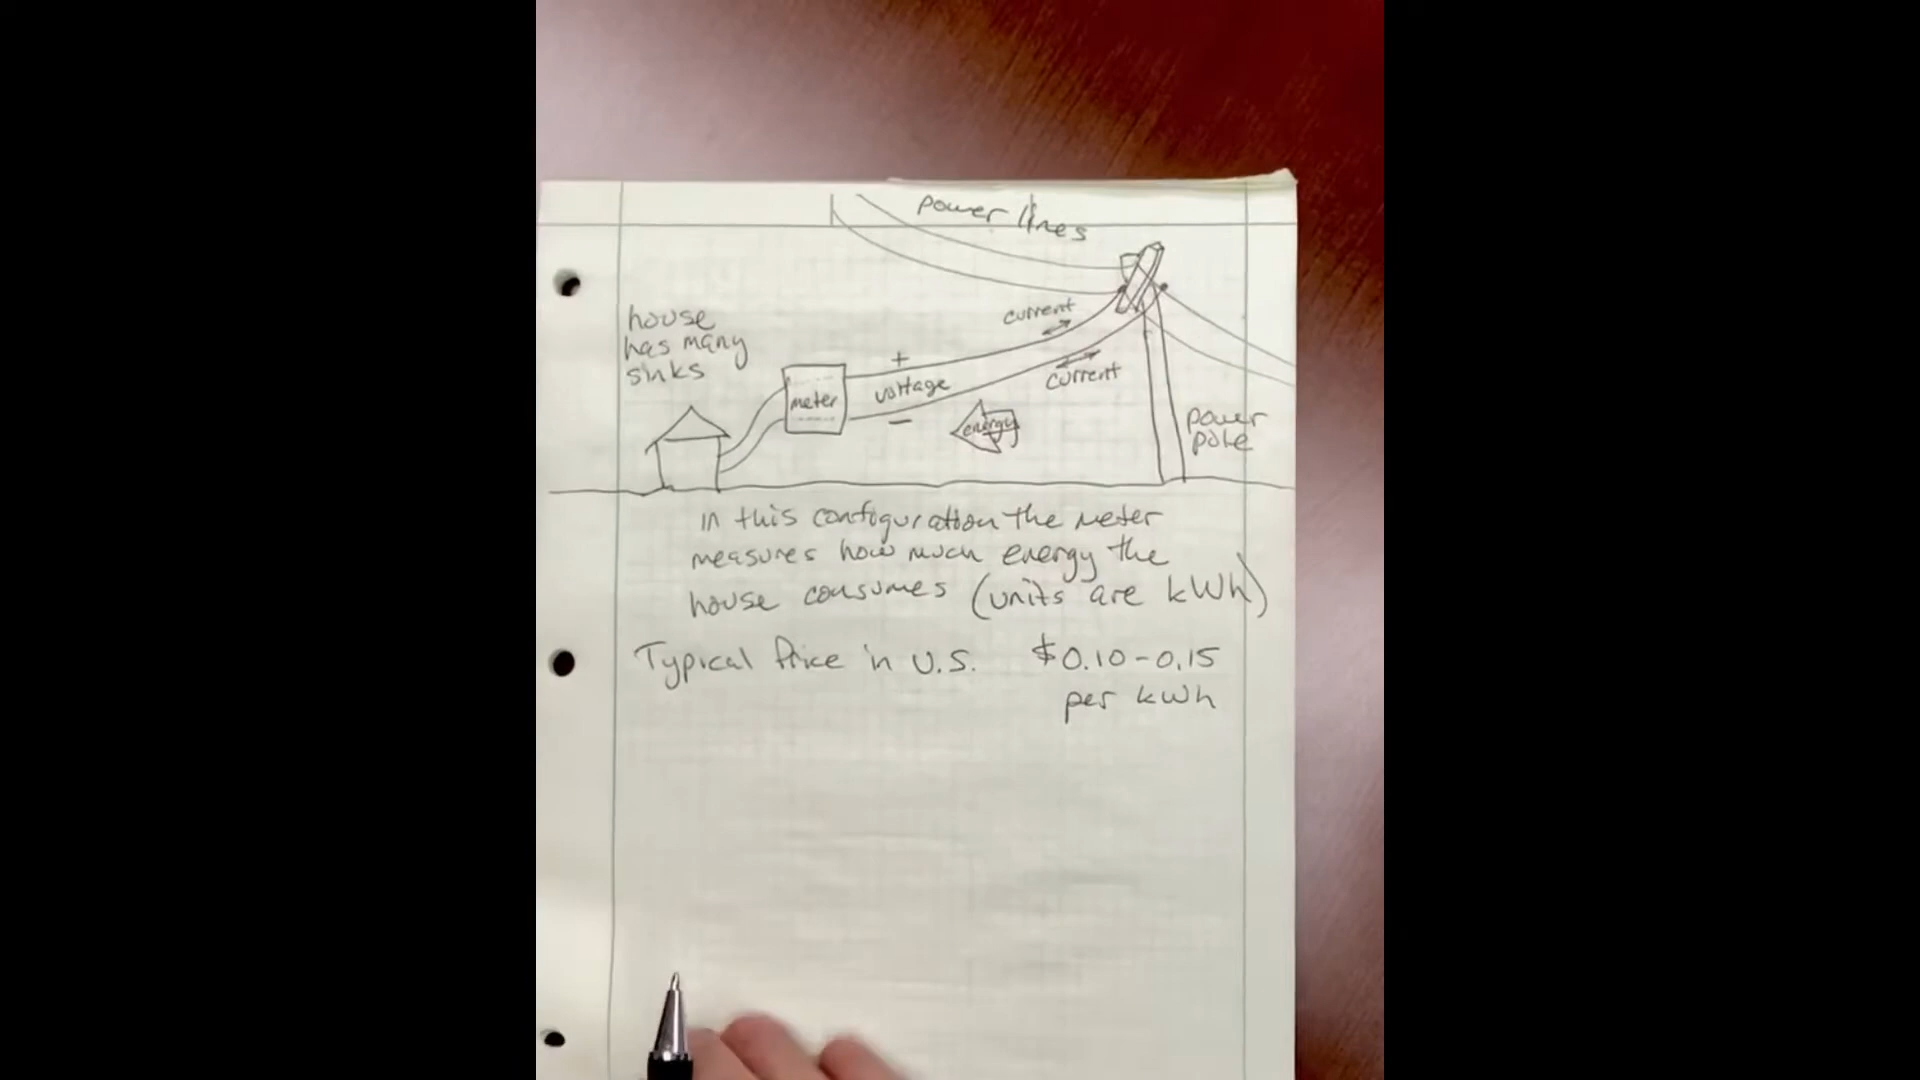 power lines
current
house
has many
sinks
+
voltage
−
current
meter
energy
power
pole
in this configuration the meter
measures how much energy the
house consumes (units are kWh)
Typical Price in U.S. $0.10-0.15
per kWh